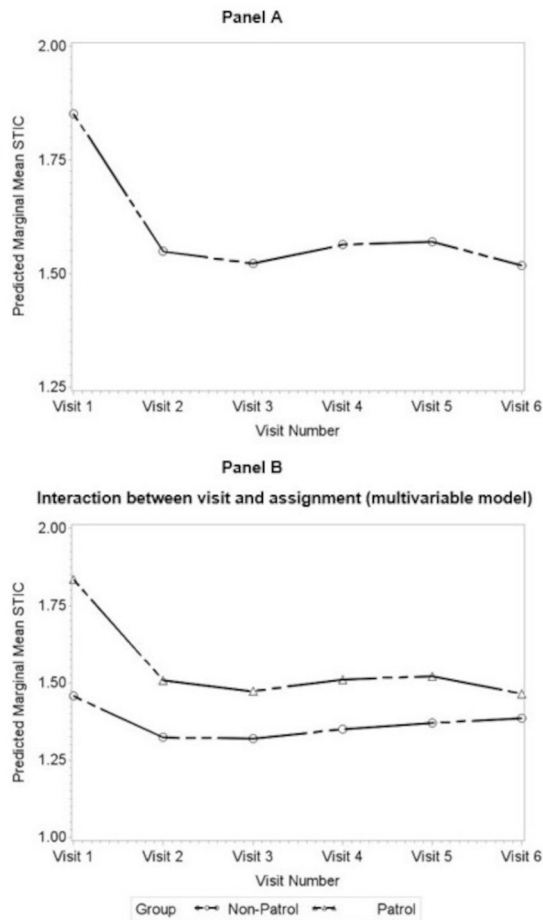 Panel A
2.00
1.75
1.50
1.25
Predicted Marginal Mean STIC
Visit 1 Visit 2 Visit 3 Visit 4 Visit 5 Visit 6
Visit Number
Panel B
Interaction between visit and assignment (multivariable model)
2.00
1.75
1.50
1.25
1.00
Predicted Marginal Mean STIC
Visit 1 Visit 2 Visit 3 Visit 4 Visit 5 Visit 6
Visit Number
Group Non-Patrol Patrol